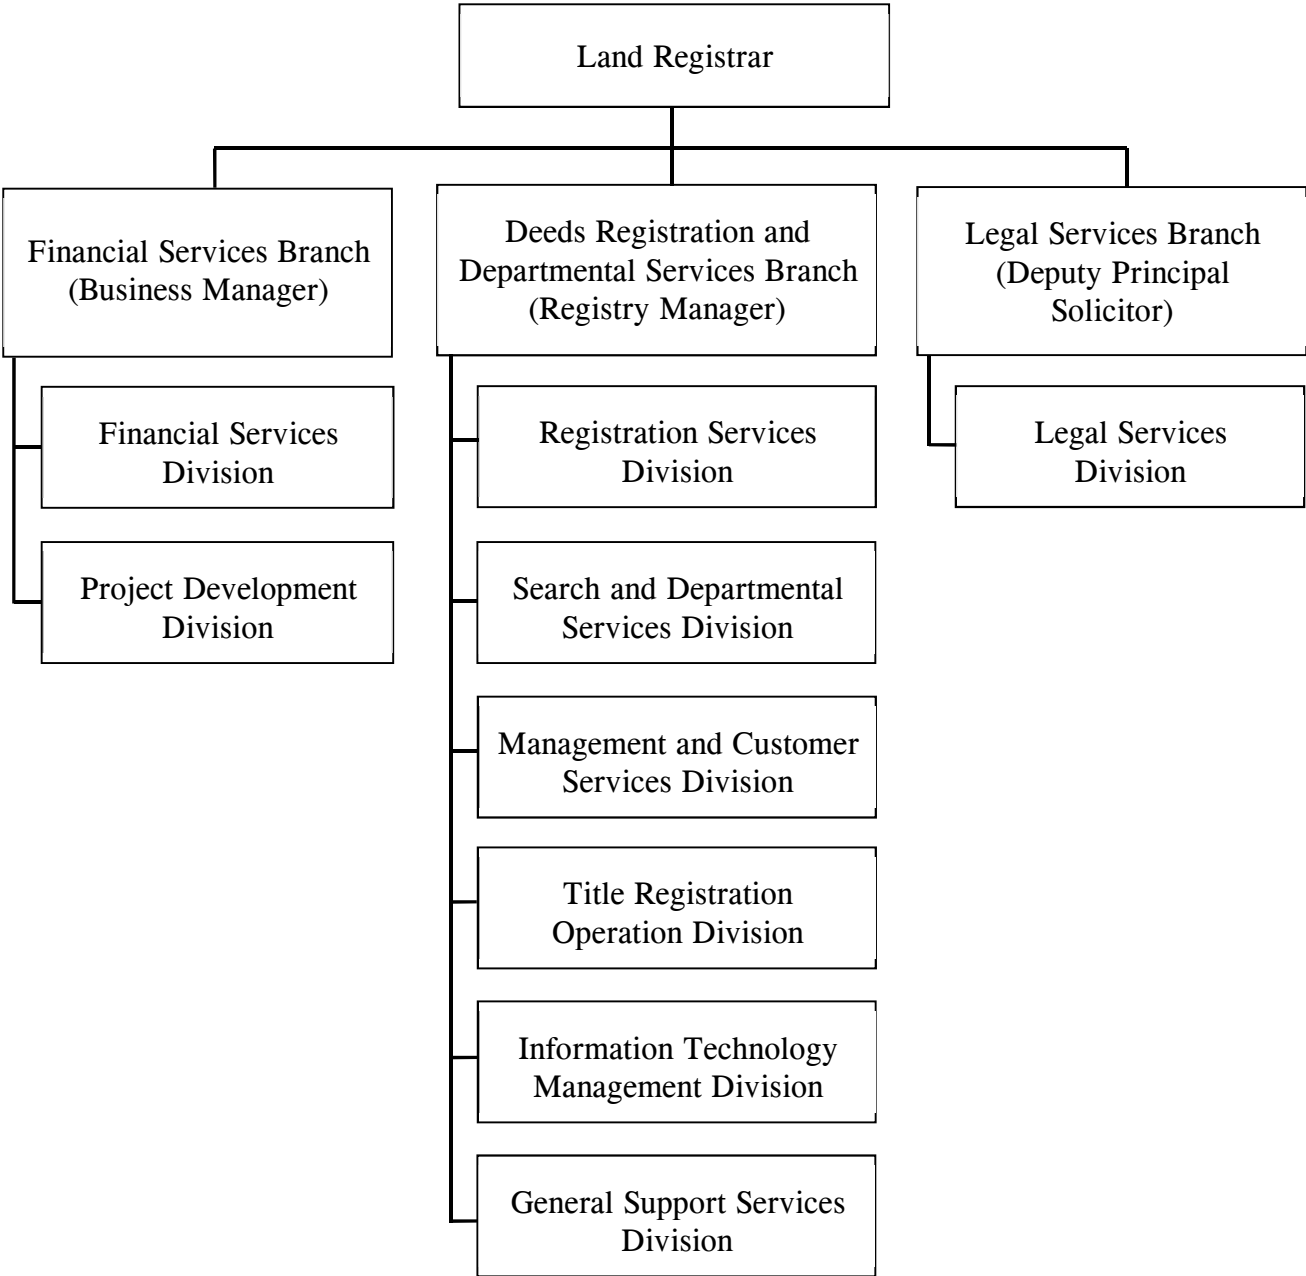 Land Registrar
Financial Services Branch
(Business Manager)
Deeds Registration and
Departmental Services Branch
(Registry Manager)
Legal Services Branch
(Deputy Principal
Solicitor)
Financial Services
Division
Project Development
Division
Registration Services
Division
Search and Departmental
Services Division
Management and Customer
Services Division
Title Registration
Operation Division
Information Technology
Management Division
General Support Services
Division
Legal Services
Division